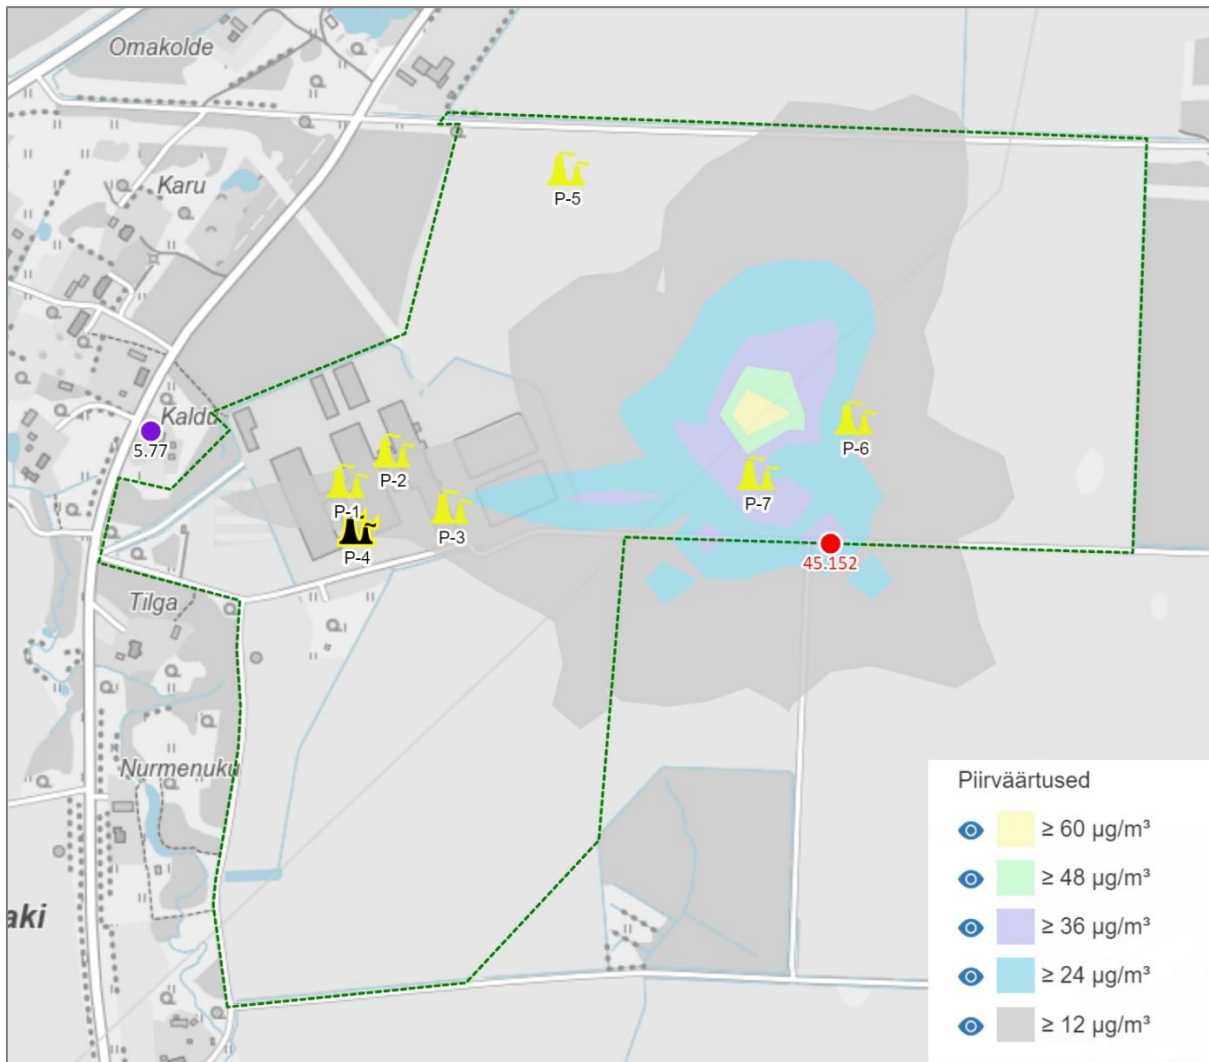 Omakolde
Karu
P-5
Kaldu
5.77
P-6
P-2
P-7
P-1
P-3
P-4
45.152
Tilga
Nurmenuku
aki
Piirväärtused
≥ 60 µg/m³
≥ 48 µg/m³
≥ 36 µg/m³
≥ 24 µg/m³
≥ 12 µg/m³